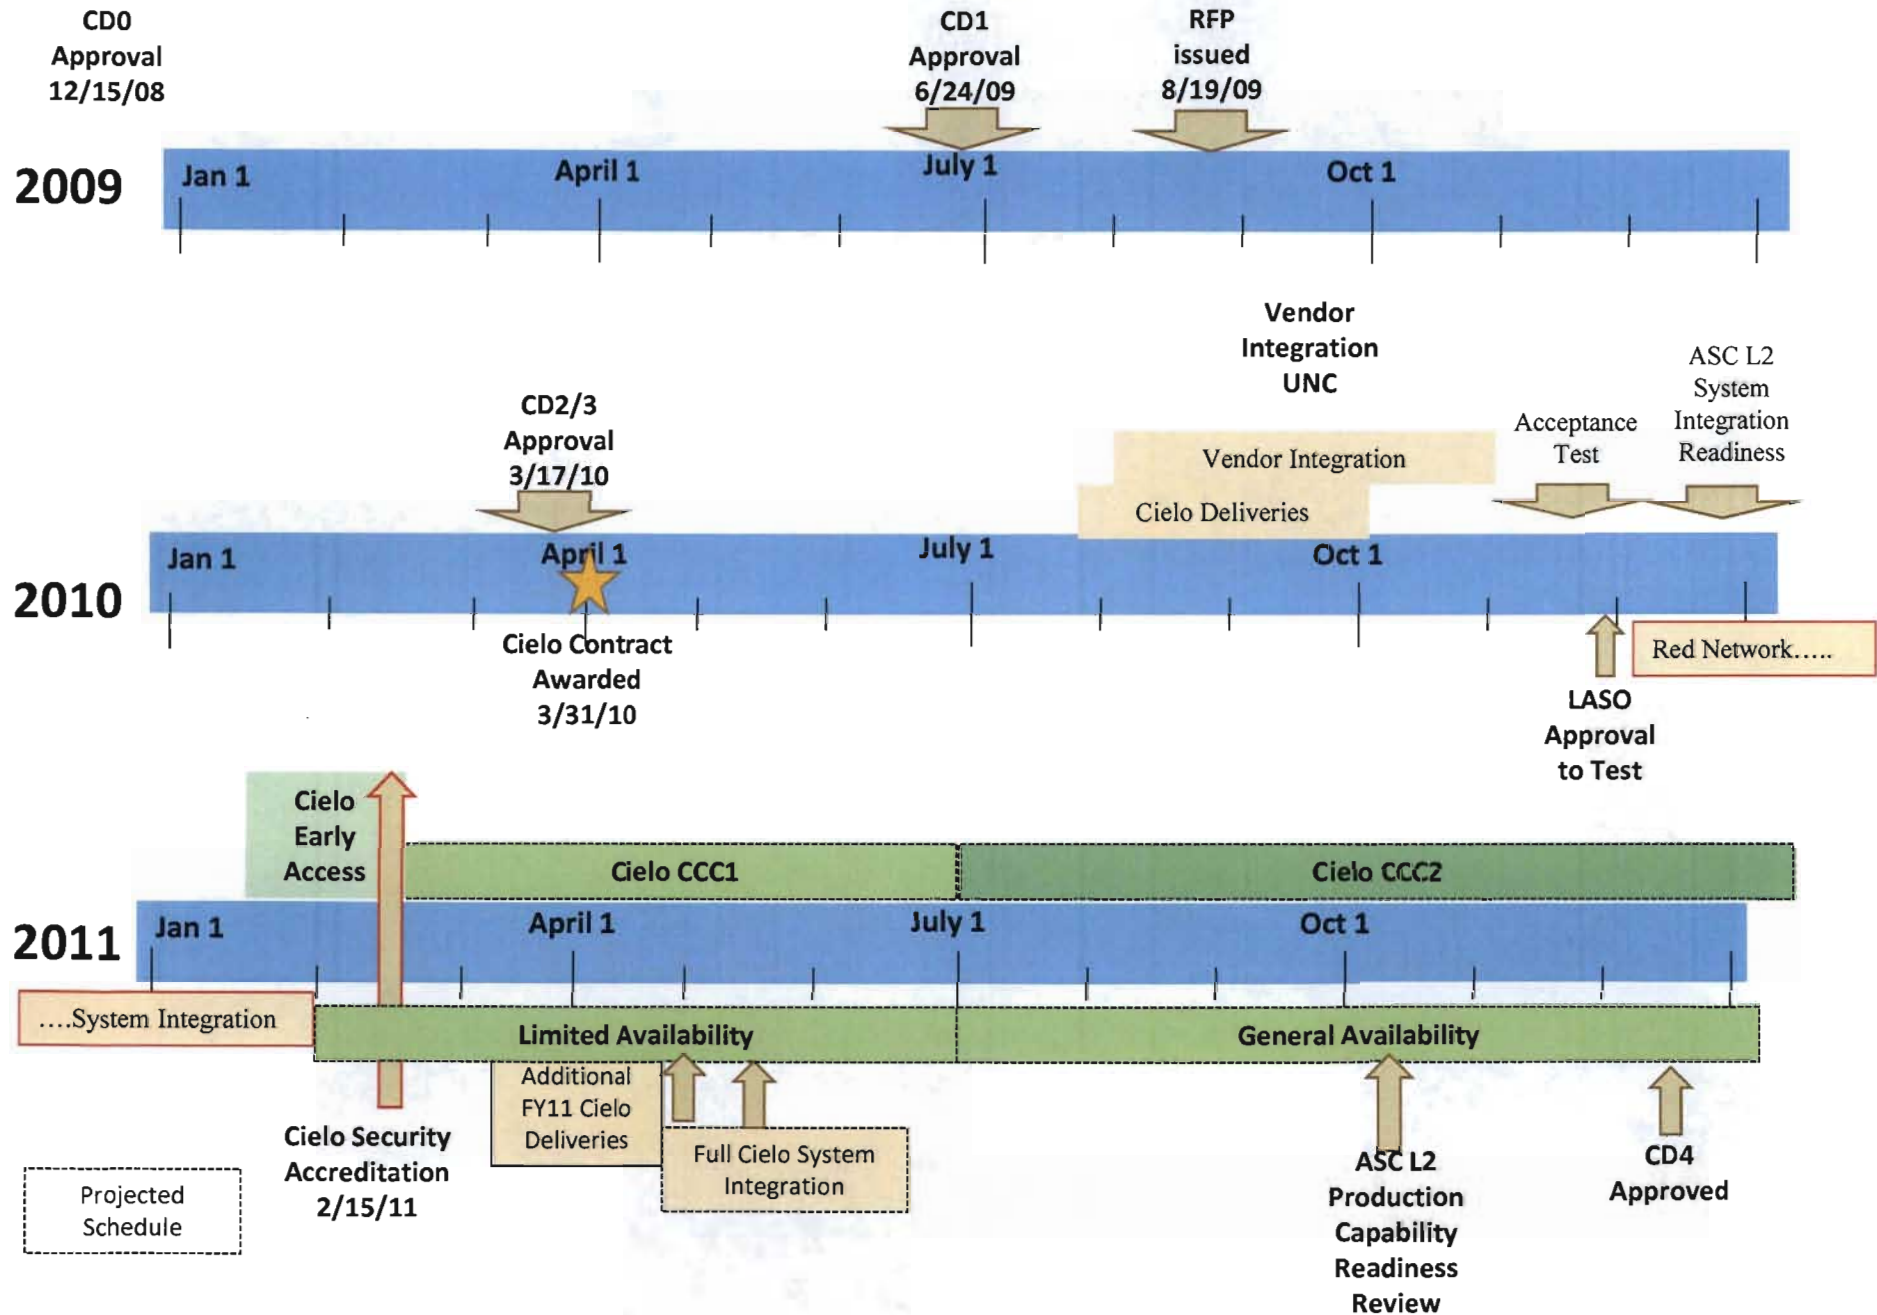 CD0
Approval
12/15/08
CD1
Approval
6/24/09
RFP
issued
8/19/09
2009
Jan 1
April 1
July 1
Oct 1
Vendor
Integration
UNC
CD2/3
Approval
3/17/10
Vendor Integration
Cielo Deliveries
Acceptance
Test
ASC L2
System
Integration
Readiness
2010
Jan 1
April 1
July 1
Oct 1
Cielo Contract
Awarded
3/31/10
LASO
Approval
to Test
Red Network.....
Cielo
Early
Access
Cielo CCC1
Cielo CCC2
2011
Jan 1
April 1
July 1
Oct 1
....System Integration
Limited Availability
General Availability
Additional
FY11 Cielo
Deliveries
Full Cielo System
Integration
Cielo Security
Accreditation
2/15/11
ASC L2
Production
Capability
Readiness
Review
CD4
Approved
Projected
Schedule